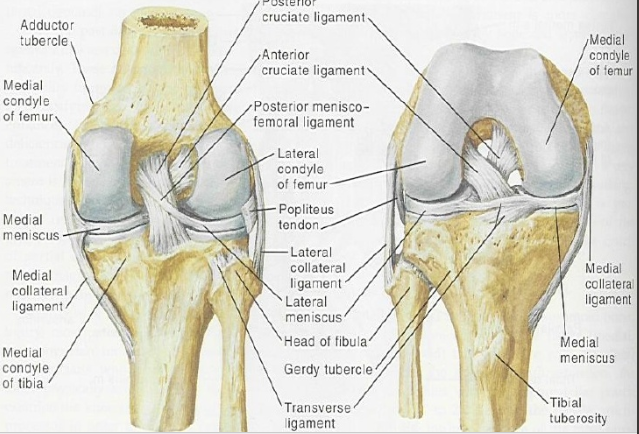 Posterior
cruciate ligament
Adductor
tubercle
Anterior
cruciate ligament
Medial
condyle
of femur
Medial
condyle
of femur
Posterior menisco-
femoral ligament
Lateral
condyle
of femur
Popliteus
tendon
Medial
meniscus
Lateral
collateral
ligament
Medial
collateral
ligament
Medial
collateral
ligament
Lateral
meniscus
Head of fibula
Medial
meniscus
Medial
condyle
of tibia
Gerdy tubercle
Transverse
ligament
Tibial
tuberosity